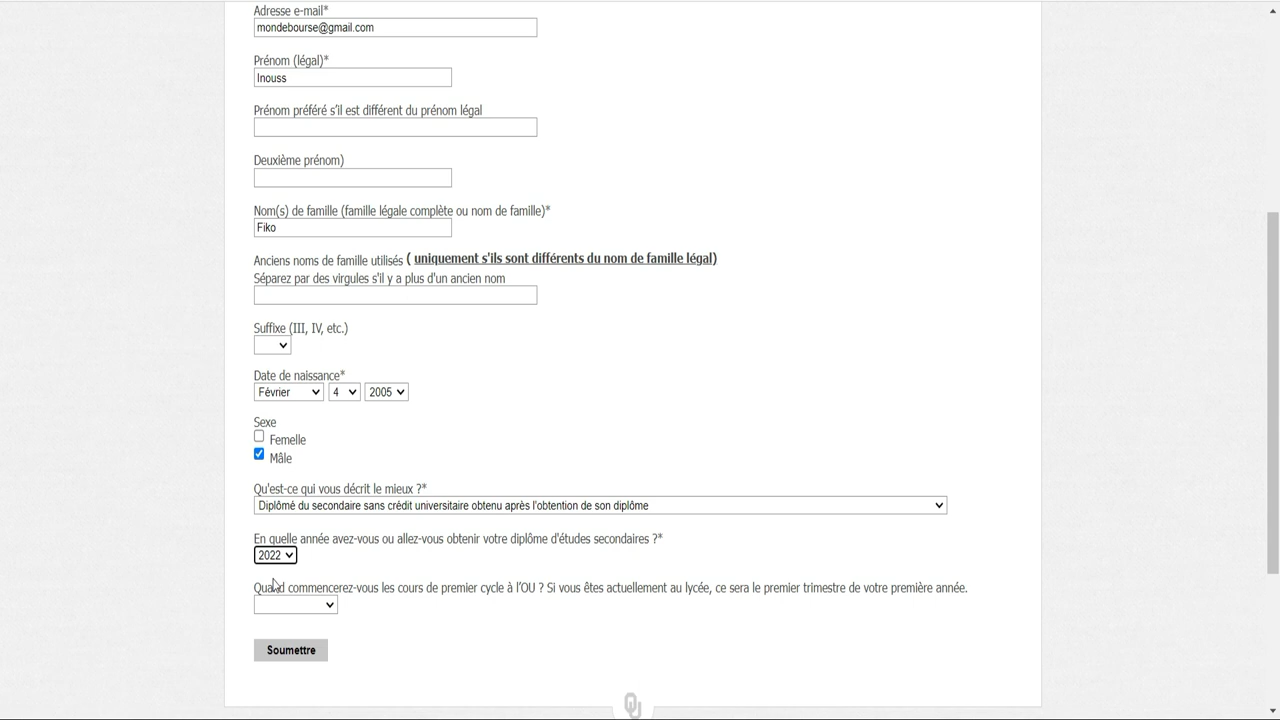 Adresse e-mail*
mondebourse@gmail.com
Prénom (légal)*
Inouss
Prénom préféré s'il est différent du prénom légal
Deuxième prénom)
Nom(s) de famille (famille légale complète ou nom de famille)*
Fiko
Anciens noms de famille utilisés ( uniquement s'ils sont différents du nom de famille légal)
Séparez par des virgules s'il y a plus d'un ancien nom
Suffixe (III, IV, etc.)
Date de naissance*
Février 4 2005
Sexe
Femelle
Mâle
Qu'est-ce qui vous décrit le mieux ?*
Diplômé du secondaire sans crédit universitaire obtenu après l'obtention de son diplôme
En quelle année avez-vous ou allez-vous obtenir votre diplôme d'études secondaires ?*
2022
Quand commencerez-vous les cours de premier cycle à l'OU ? Si vous êtes actuellement au lycée, ce sera le premier trimestre de votre première année.
Soumettre
OU